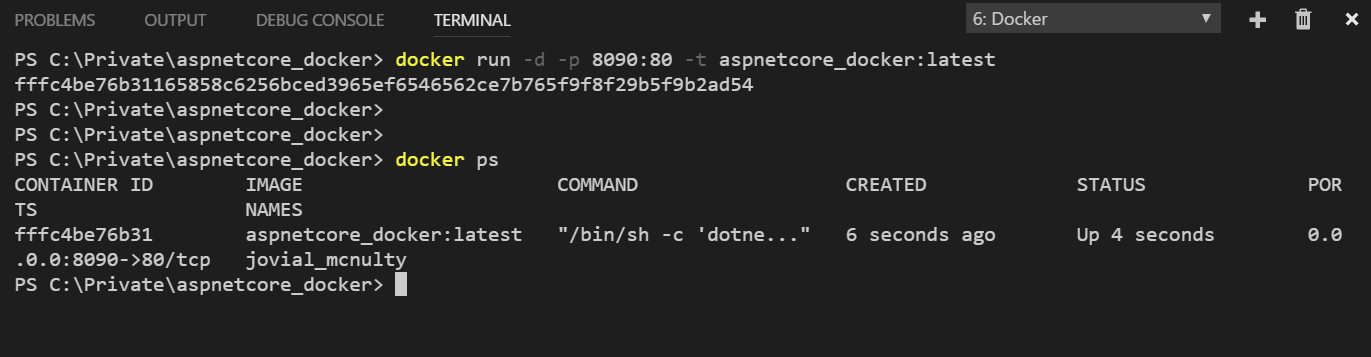 PROBLEMS OUTPUT DEBUG CONSOLE TERMINAL 6: Docker
PS C:\Private\aspnetcore_docker> docker run -d -p 8090:80 -t aspnetcore_docker:latest
fffc4be76b31165858c6256bced3965ef6546562ce7b765f9f8f29b5f9b2ad54
PS C:\Private\aspnetcore_docker>
PS C:\Private\aspnetcore_docker>
PS C:\Private\aspnetcore_docker> docker ps
CONTAINER ID        IMAGE                      COMMAND                  CREATED             STATUS              POR
TS                  NAMES
fffc4be76b31        aspnetcore_docker:latest   "/bin/sh -c 'dotne..."   6 seconds ago       Up 4 seconds        0.0
.0.0:8090->80/tcp   jovial_mcnulty
PS C:\Private\aspnetcore_docker>